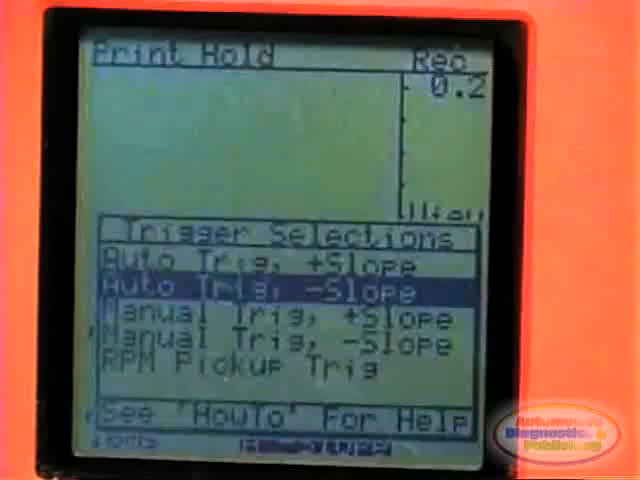 Print Hold Rec
0.2
Trigger Selections
Auto Trig, +Slope
Auto Trig, -Slope
Manual Trig, +Slope
Manual Trig, -Slope
RPM Pickup Trig
See 'HowTo' For Help
Diagnostic